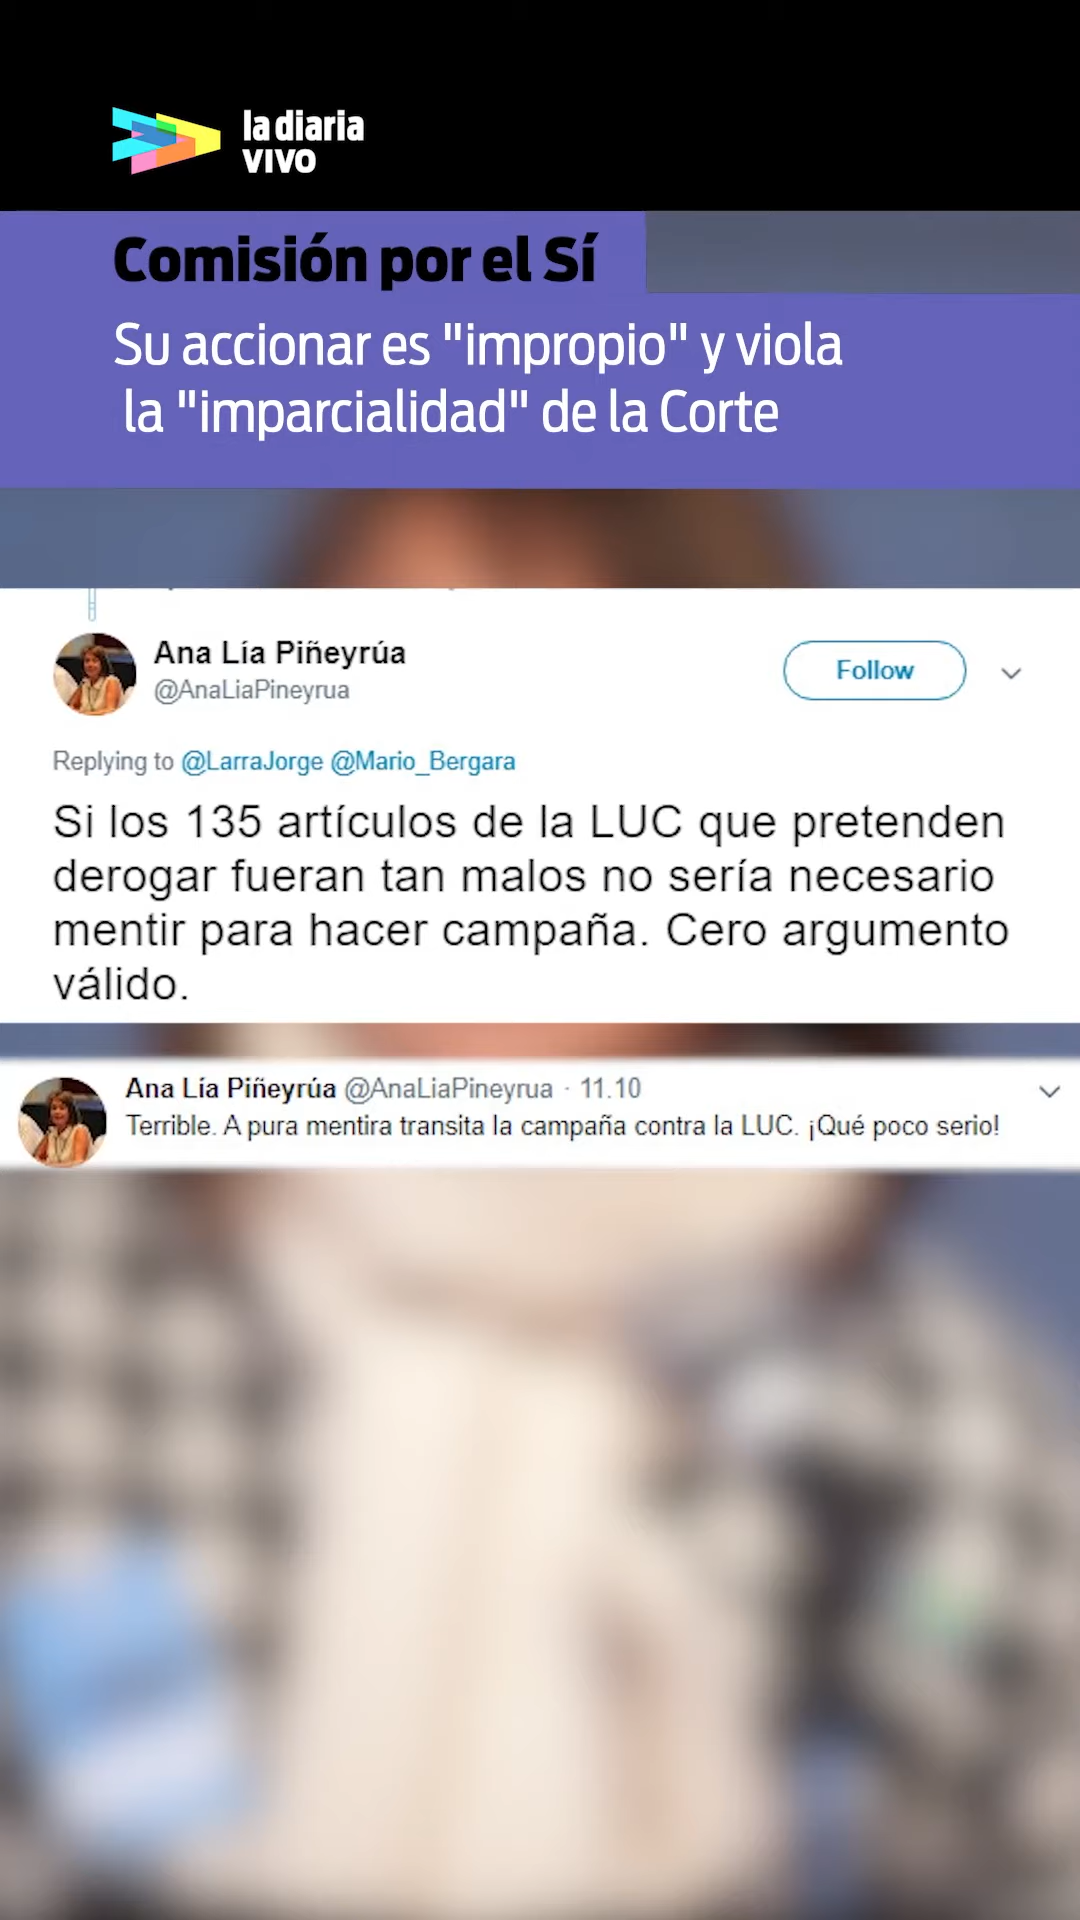 la diaria
VIVO
Comisión por el Sí
Su accionar es "impropio" y viola
la "imparcialidad" de la Corte
Ana Lía Piñeyrúa
@AnaLiaPineyrua
Follow
Replying to @LarraJorge @Mario_Bergara
Si los 135 artículos de la LUC que pretenden
derogar fueran tan malos no sería necesario
mentir para hacer campaña. Cero argumento
válido.
Ana Lía Piñeyrúa @AnaLiaPineyrua · 11.10
Terrible. A pura mentira transita la campaña contra la LUC. ¡Qué poco serio!